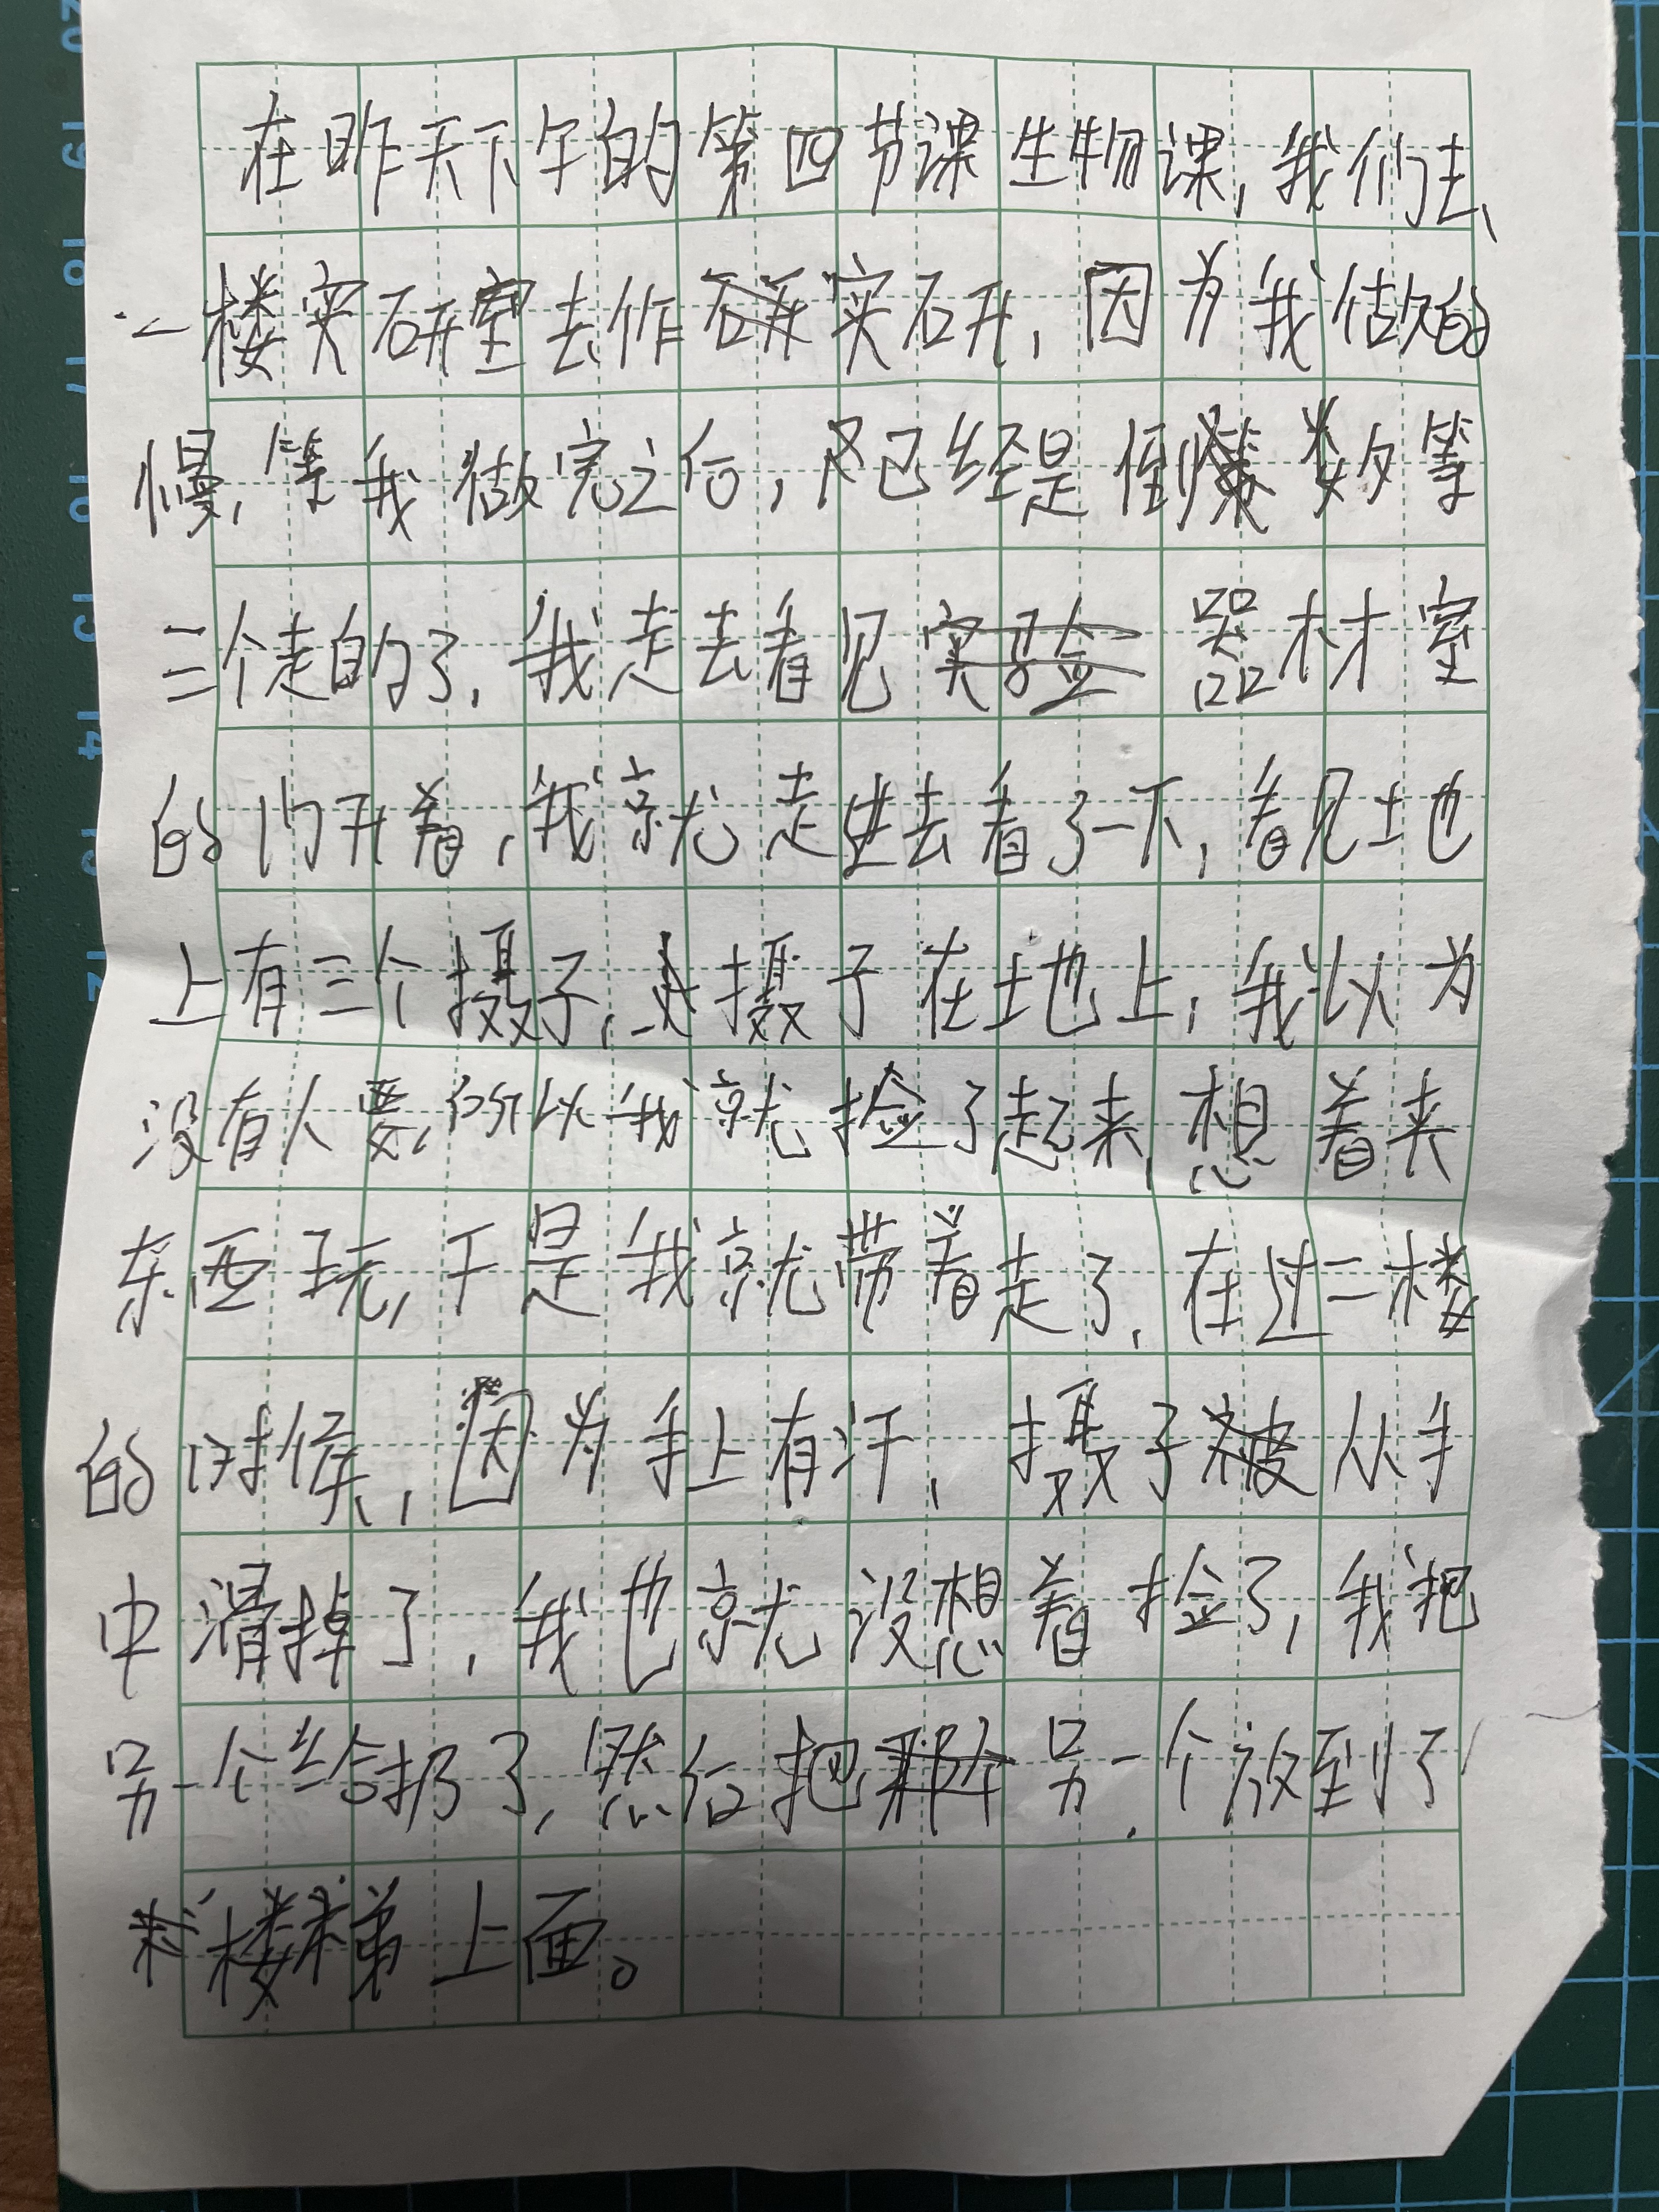 在昨天下午的第四节课生物课,我们去
一楼实研室去作实研,因为我做的
慢,等我做完之后,已经是倒数第
三个走的了,我走去看见器材室
的门开着,我就走进去看了一下,看见地
上有三个摄子,摄子在地上,我以为
没有人要,所以我就捡了起来,想着来
东西玩,于是我就带着走了,在过二楼
的时候,因为手上有汗,摄子被从手
中滑掉了,我也就没想着捡了,我把
另一个给扔了,然后把另一个放到了
楼梯上面。